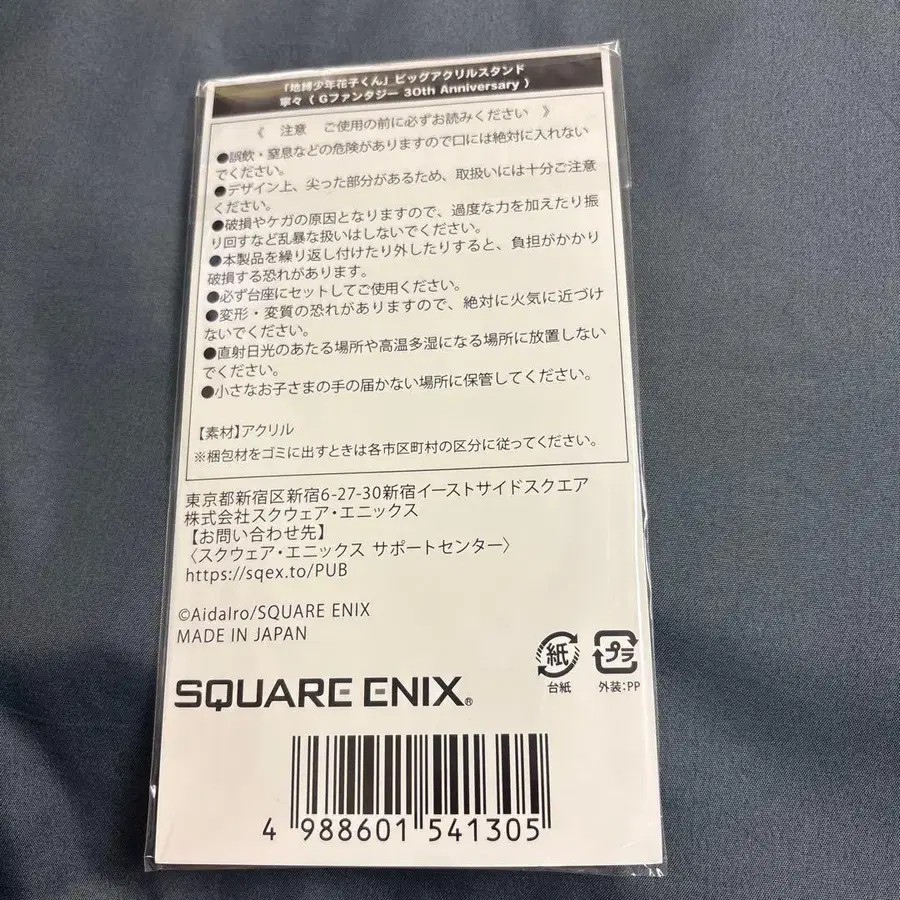 「地縛少年花子くん」ビッグアクリルスタンド
寧々（Gファンタジー 30th Anniversary）
《　注意　ご使用の前に必ずお読みください　》
●誤飲・窒息などの危険がありますので口には絶対に入れない
でください。
●デザイン上、尖った部分があるため、取扱いには十分ご注意
ください。
●破損やケガの原因となりますので、過度な力を加えたり振
り回すなど乱暴な扱いはしないでください。
●本製品を繰り返し付けたり外したりすると、負担がかかり
破損する恐れがあります。
●必ず台座にセットしてご使用ください。
●変形・変質の恐れがありますので、絶対に火気に近づけ
ないでください。
●直射日光のあたる場所や高温多湿になる場所に放置しない
でください。
●小さなお子さまの手の届かない場所に保管してください。
【素材】アクリル
※梱包材をゴミに出すときは各市区町村の区分に従ってください。
東京都新宿区新宿6-27-30新宿イーストサイドスクエア
株式会社スクウェア・エニックス
【お問い合わせ先】
〈スクウェア・エニックス サポートセンター〉
https://sqex.to/PUB
©AidaIro/SQUARE ENIX
MADE IN JAPAN
紙
台紙
プラ
外装:PP
SQUARE ENIX®
4 988601 541305